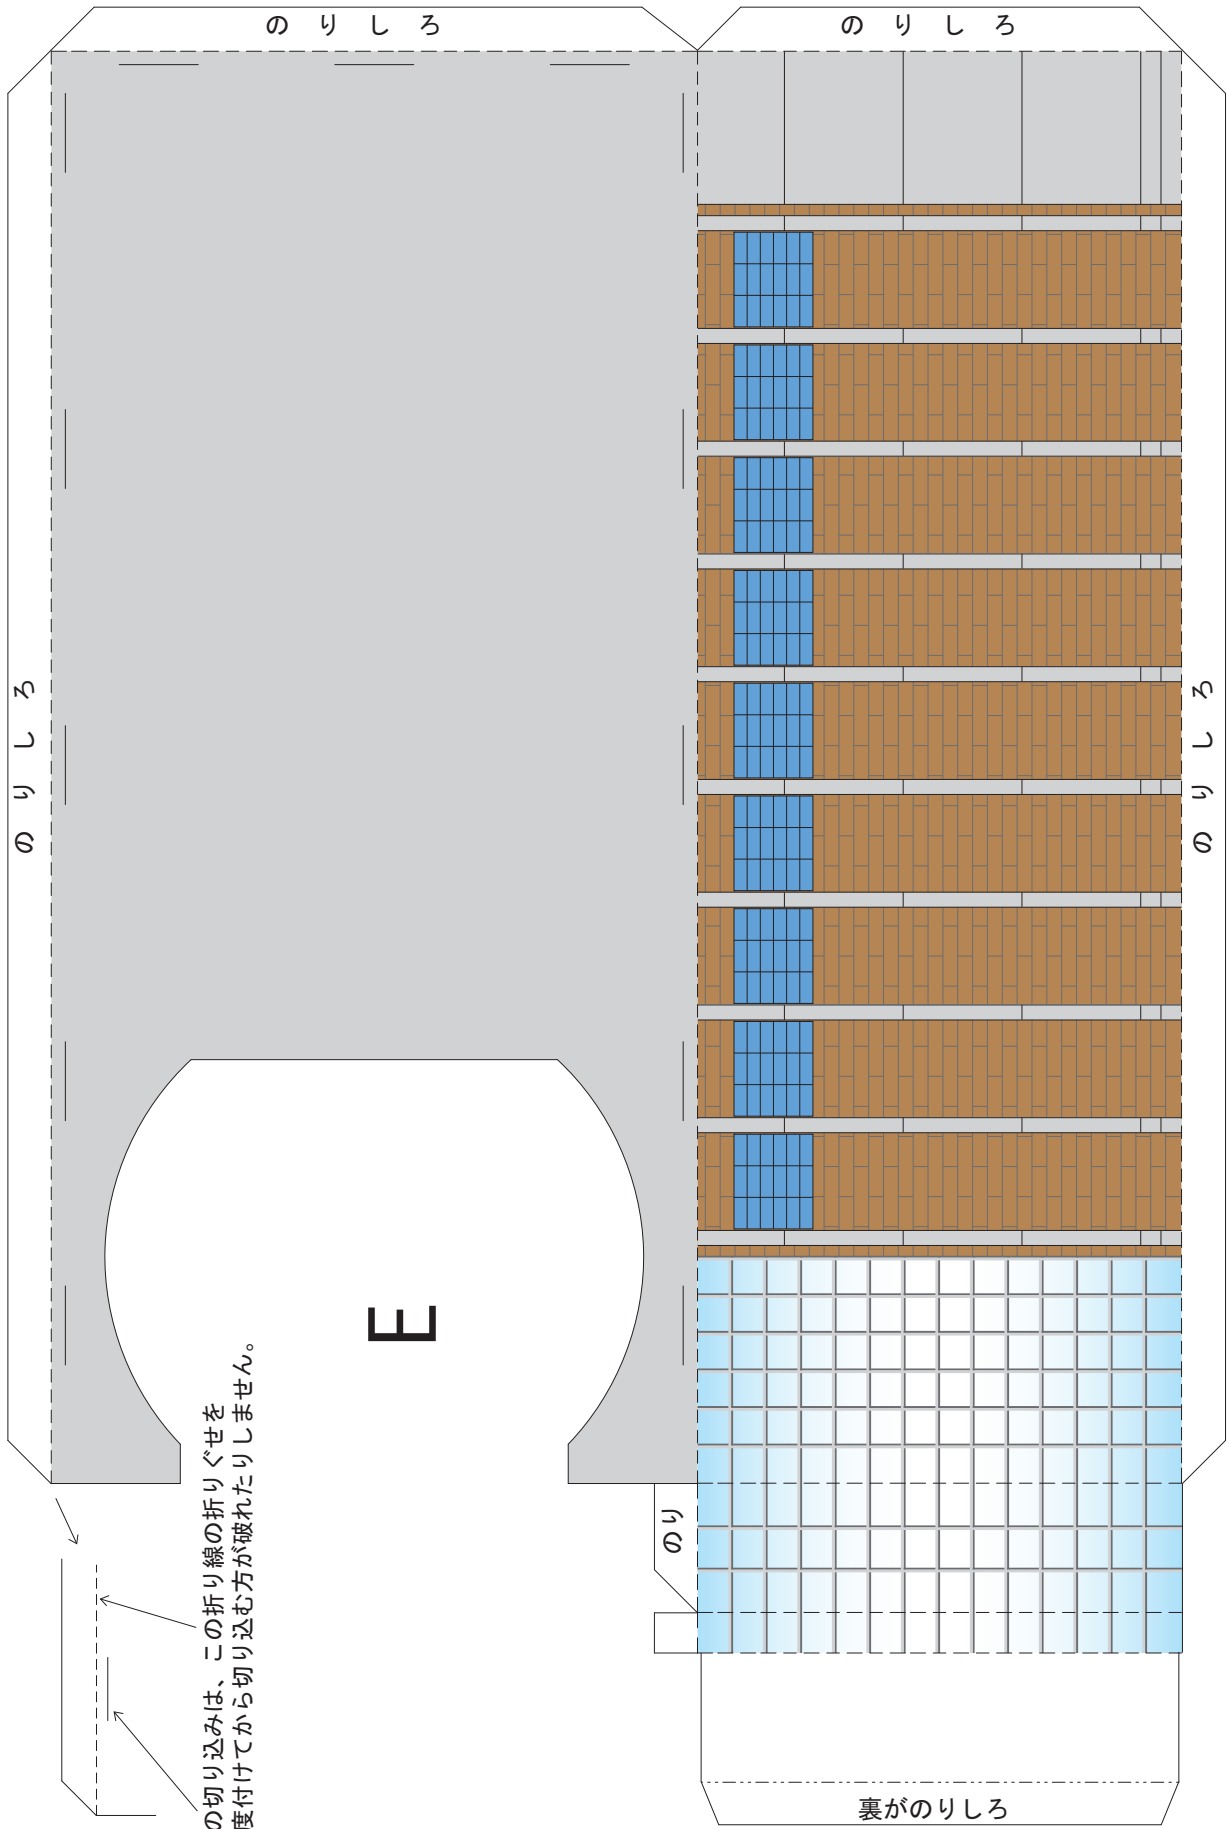 のりしろ
のりしろ
のりしろ
のりしろ
E
の切り込みは、この折り線の折りぐせを
度付けてから切り込む方が破れたりしません。
のり
裏がのりしろ